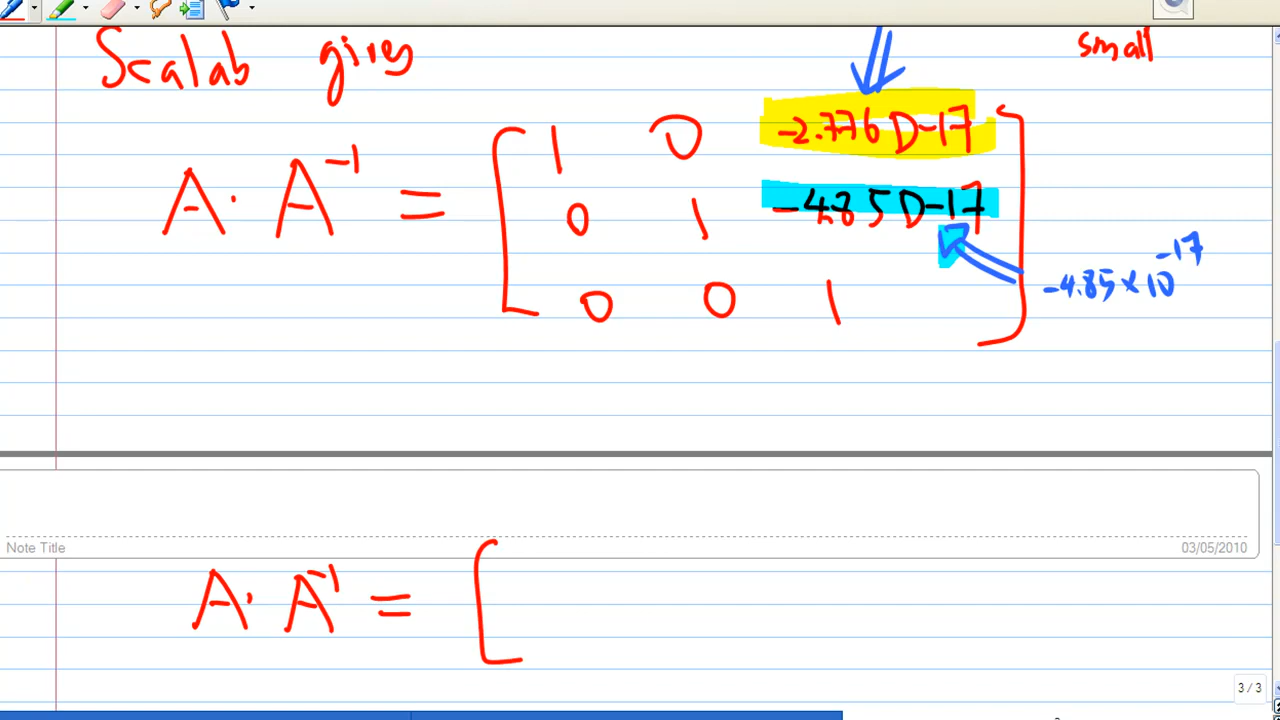 Scalab gives
small
A · A⁻¹ = [ 1 0 -2.776D-17
0 1 -4.85D-17
0 0 1 ]
-4.85 × 10⁻¹⁷
Note Title
03/05/2010
A · A⁻¹ = [
3 / 3